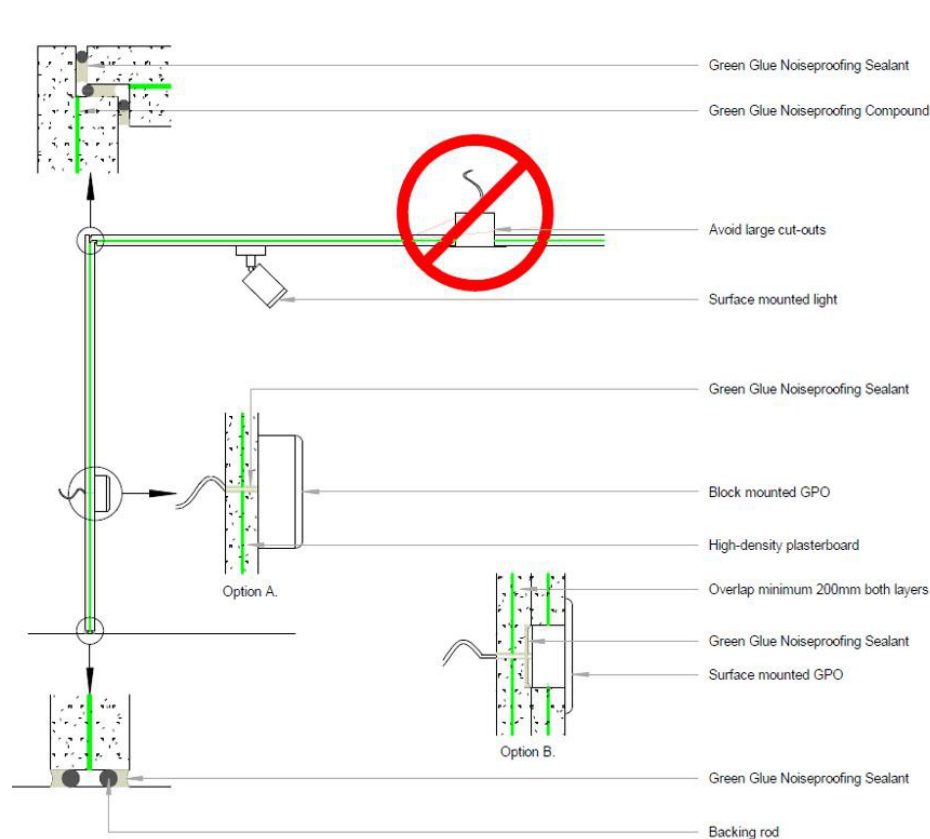 Green Glue Noiseproofing Sealant
Green Glue Noiseproofing Compound
Avoid large cut-outs
Surface mounted light
Green Glue Noiseproofing Sealant
Block mounted GPO
High-density plasterboard
Option A.
Overlap minimum 200mm both layers
Green Glue Noiseproofing Sealant
Surface mounted GPO
Option B.
Green Glue Noiseproofing Sealant
Backing rod